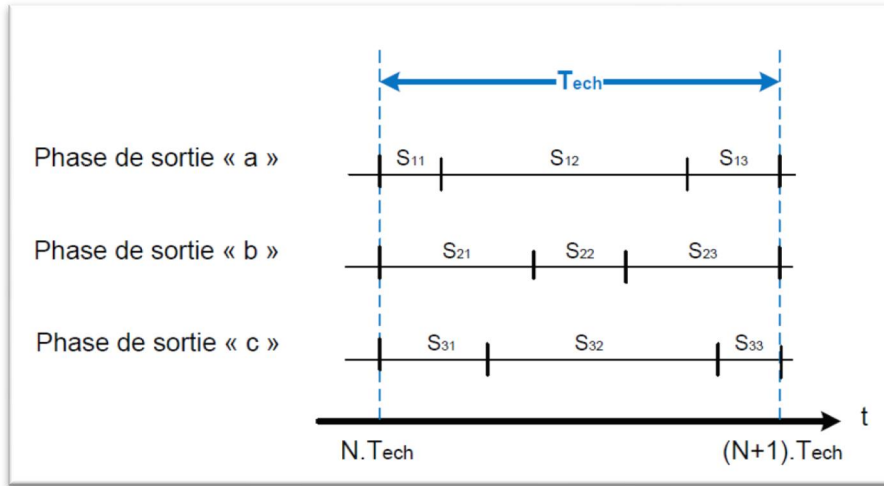 Tech
Phase de sortie « a » S11 S12 S13
Phase de sortie « b » S21 S22 S23
Phase de sortie « c » S31 S32 S33
t
N.Tech (N+1).Tech